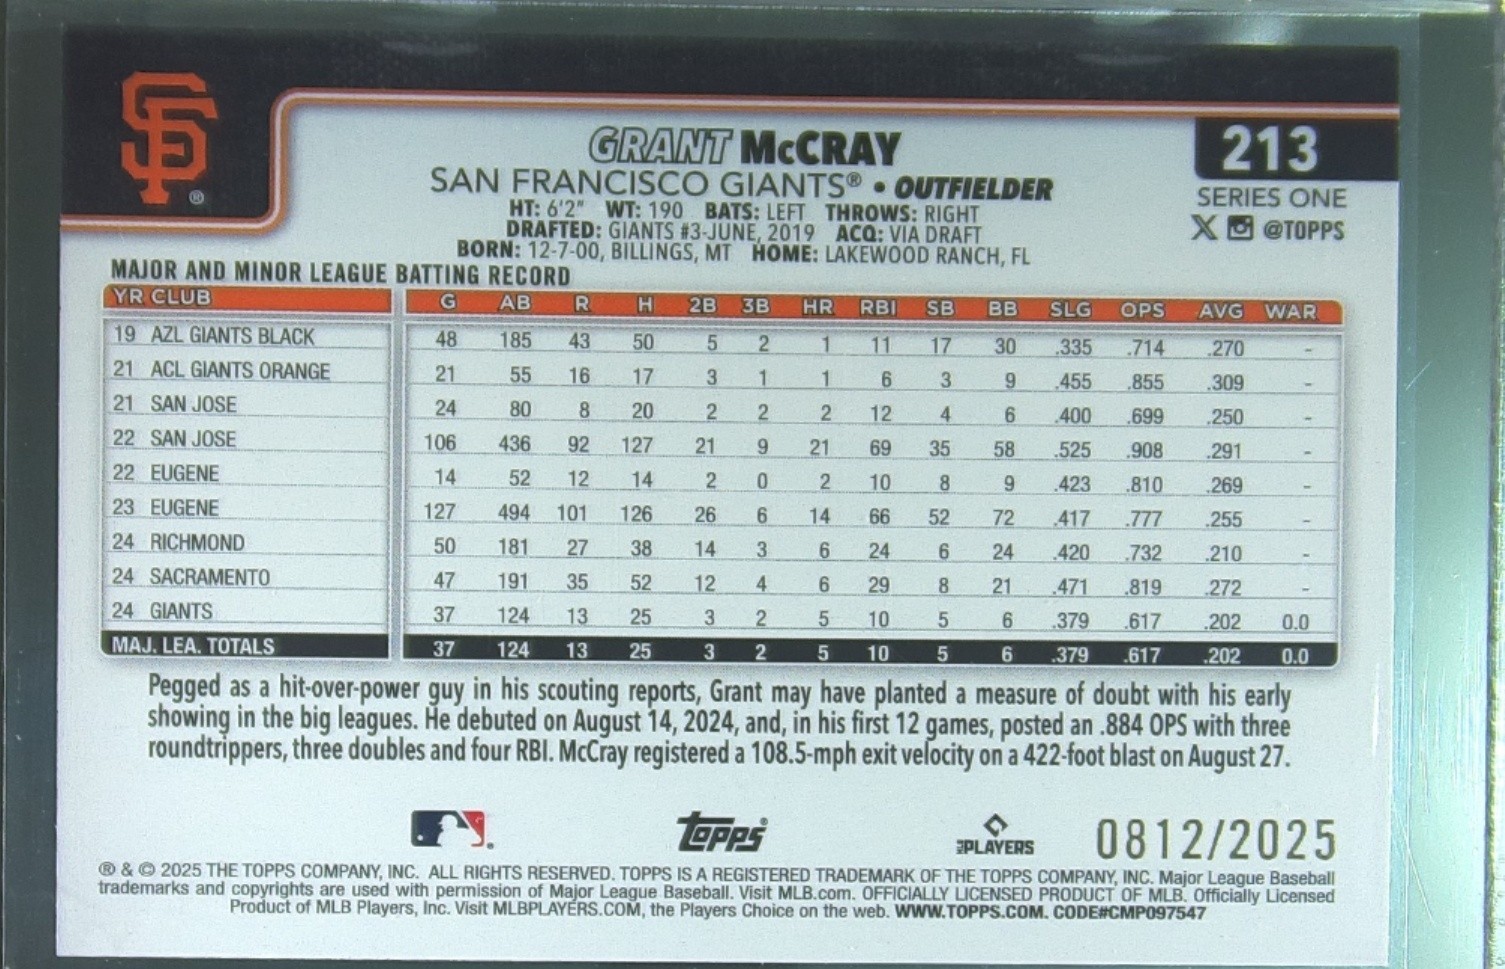 SF®
GRANT McCRAY
213
SAN FRANCISCO GIANTS® • OUTFIELDER
SERIES ONE
HT: 6'2" WT: 190 BATS: LEFT THROWS: RIGHT
X @TOPPS
DRAFTED: GIANTS #3-JUNE, 2019 ACQ: VIA DRAFT
BORN: 12-7-00, BILLINGS, MT HOME: LAKEWOOD RANCH, FL
MAJOR AND MINOR LEAGUE BATTING RECORD
YR CLUB G AB R H 2B 3B HR RBI SB BB SLG OPS AVG WAR
19 AZL GIANTS BLACK 48 185 43 50 5 2 1 11 17 30 .335 .714 .270 -
21 ACL GIANTS ORANGE 21 55 16 17 3 1 1 6 3 9 .455 .855 .309 -
21 SAN JOSE 24 80 8 20 2 2 2 12 4 6 .400 .699 .250 -
22 SAN JOSE 106 436 92 127 21 9 21 69 35 58 .525 .908 .291 -
22 EUGENE 14 52 12 14 2 0 2 10 8 9 .423 .810 .269 -
23 EUGENE 127 494 101 126 26 6 14 66 52 72 .417 .777 .255 -
24 RICHMOND 50 181 27 38 14 3 6 24 6 24 .420 .732 .210 -
24 SACRAMENTO 47 191 35 52 12 4 6 29 8 21 .471 .819 .272 -
24 GIANTS 37 124 13 25 3 2 5 10 5 6 .379 .617 .202 0.0
MAJ. LEA. TOTALS 37 124 13 25 3 2 5 10 5 6 .379 .617 .202 0.0
Pegged as a hit-over-power guy in his scouting reports, Grant may have planted a measure of doubt with his early
showing in the big leagues. He debuted on August 14, 2024, and, in his first 12 games, posted an .884 OPS with three
roundtrippers, three doubles and four RBI. McCray registered a 108.5-mph exit velocity on a 422-foot blast on August 27.
Topps®
PLAYERS
0812/2025
® & © 2025 THE TOPPS COMPANY, INC. ALL RIGHTS RESERVED. TOPPS IS A REGISTERED TRADEMARK OF THE TOPPS COMPANY, INC. Major League Baseball
trademarks and copyrights are used with permission of Major League Baseball. Visit MLB.com. OFFICIALLY LICENSED PRODUCT OF MLB. Officially Licensed
Product of MLB Players, Inc. Visit MLBPLAYERS.COM, the Players Choice on the web. WWW.TOPPS.COM. CODE#CMP097547